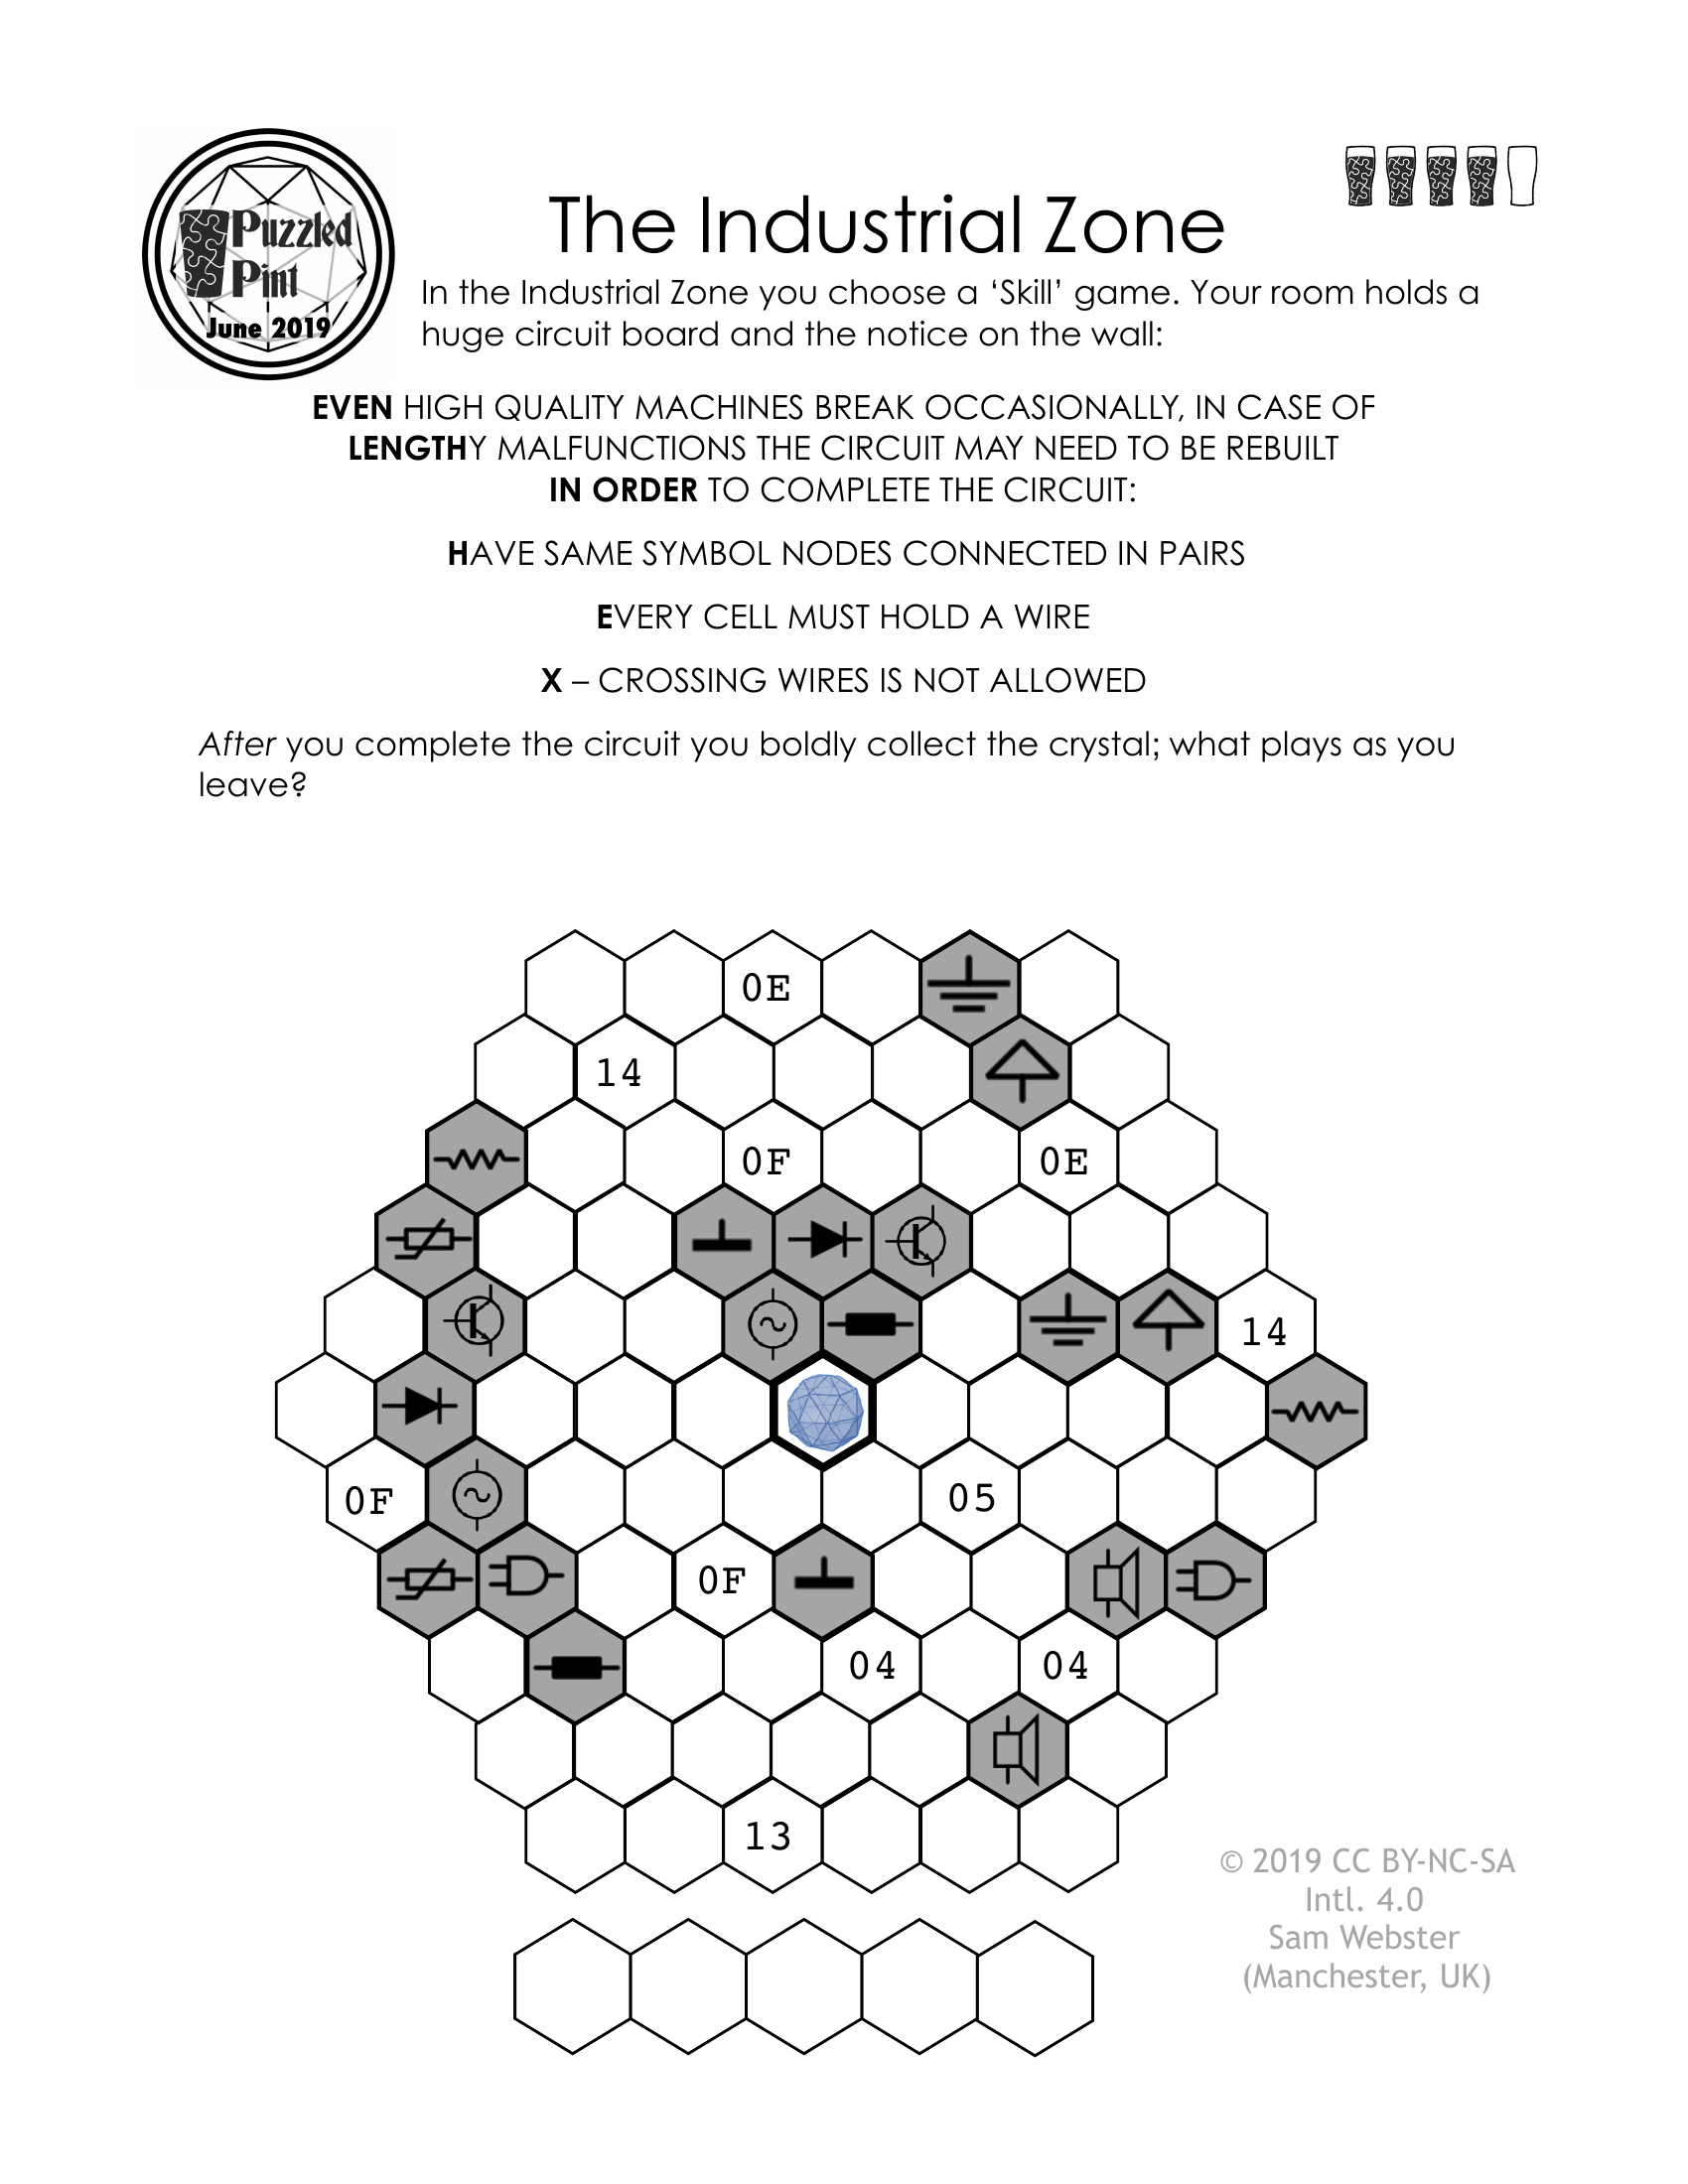 Puzzled
Pint
June 2019
The Industrial Zone
In the Industrial Zone you choose a ‘Skill’ game. Your room holds a
huge circuit board and the notice on the wall:
EVEN HIGH QUALITY MACHINES BREAK OCCASIONALLY, IN CASE OF
LENGTHY MALFUNCTIONS THE CIRCUIT MAY NEED TO BE REBUILT
IN ORDER TO COMPLETE THE CIRCUIT:
HAVE SAME SYMBOL NODES CONNECTED IN PAIRS
EVERY CELL MUST HOLD A WIRE
X – CROSSING WIRES IS NOT ALLOWED
After you complete the circuit you boldly collect the crystal; what plays as you
leave?
0E
14
0F 0E
14
0F 05
0F
04 04
13
© 2019 CC BY-NC-SA
Intl. 4.0
Sam Webster
(Manchester, UK)